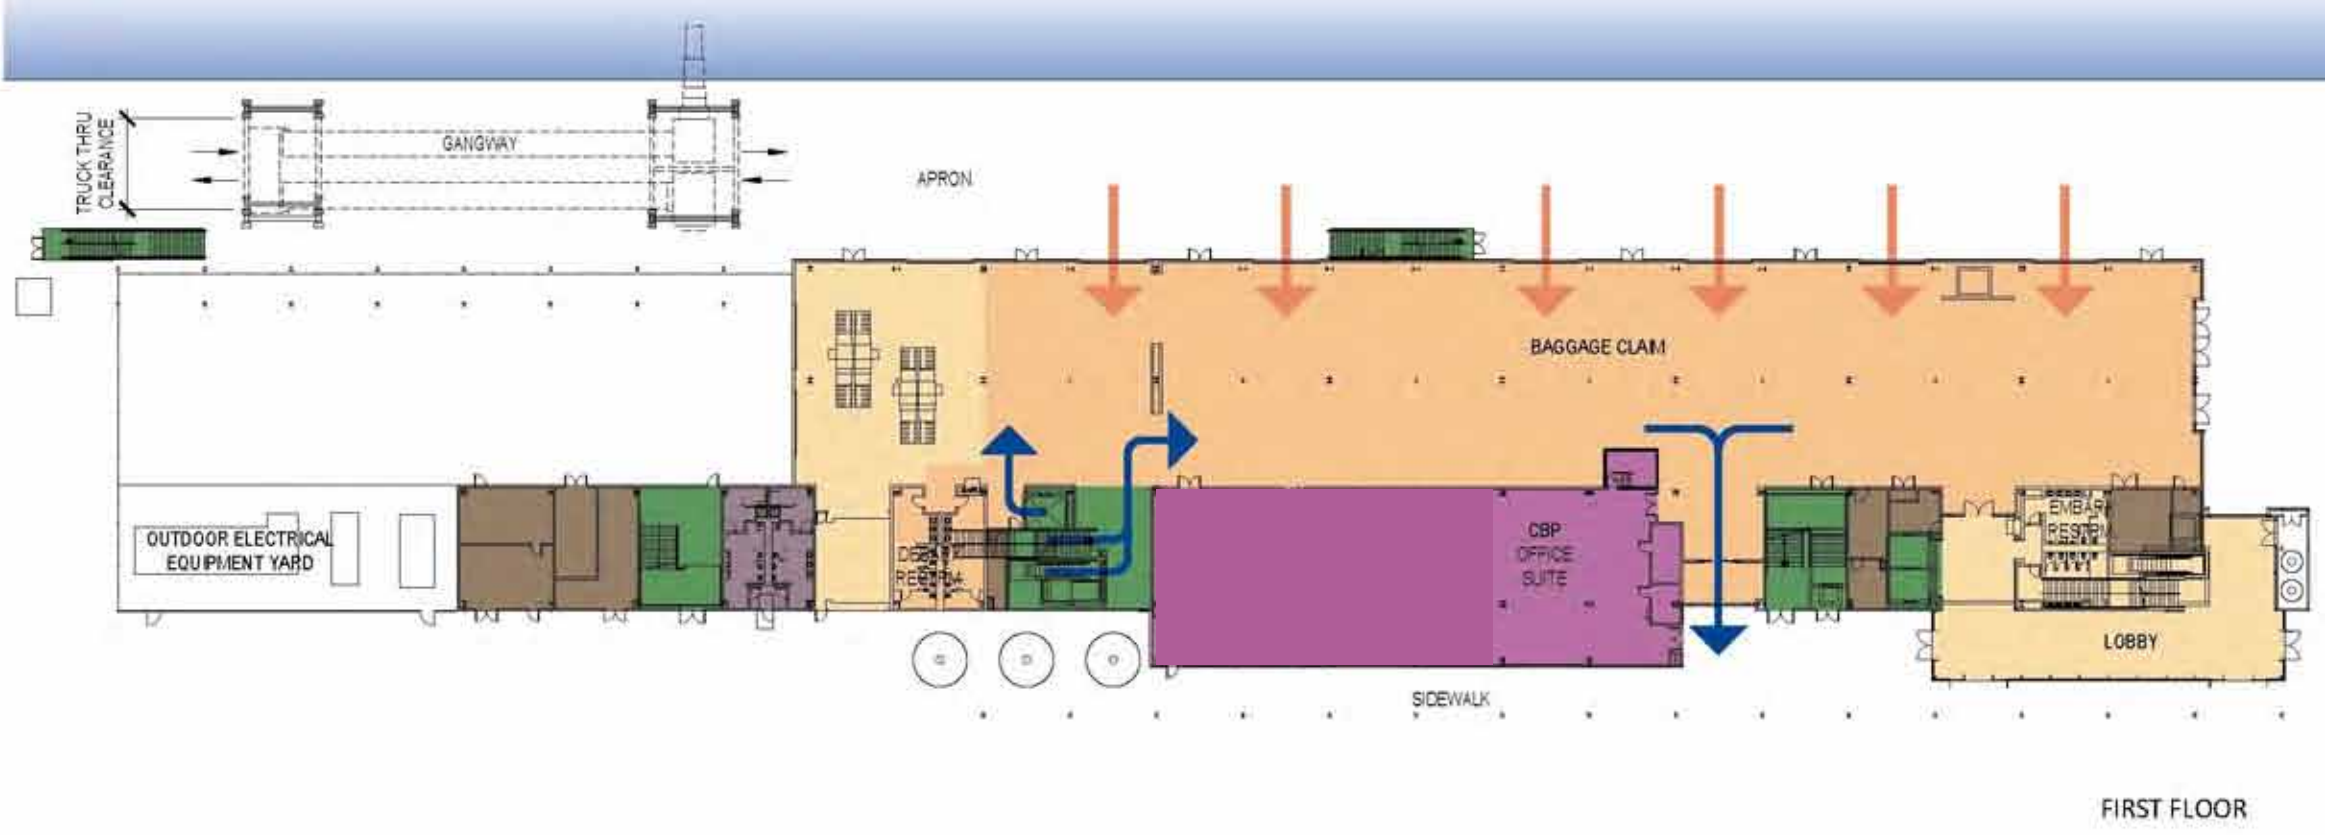 TRUCK THRU
CLEARANCE
GANGWAY
APRON
BAGGAGE CLAIM
OUTDOOR ELECTRICAL
EQUIPMENT YARD
CBP
OFFICE
SUITE
LOBBY
SIDEWALK
FIRST FLOOR